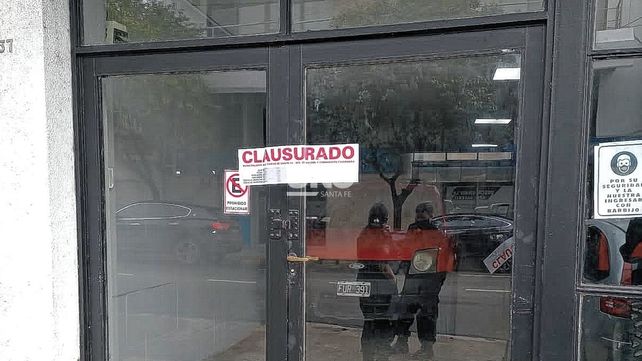 CLAUSURADO
E
PROHIBIDO
ESTACIONAR
SANTA FE
FUR 391
POR SU
SEGURIDAD
Y LA
NUESTRA
INGRESAR
CON
BARBIJO